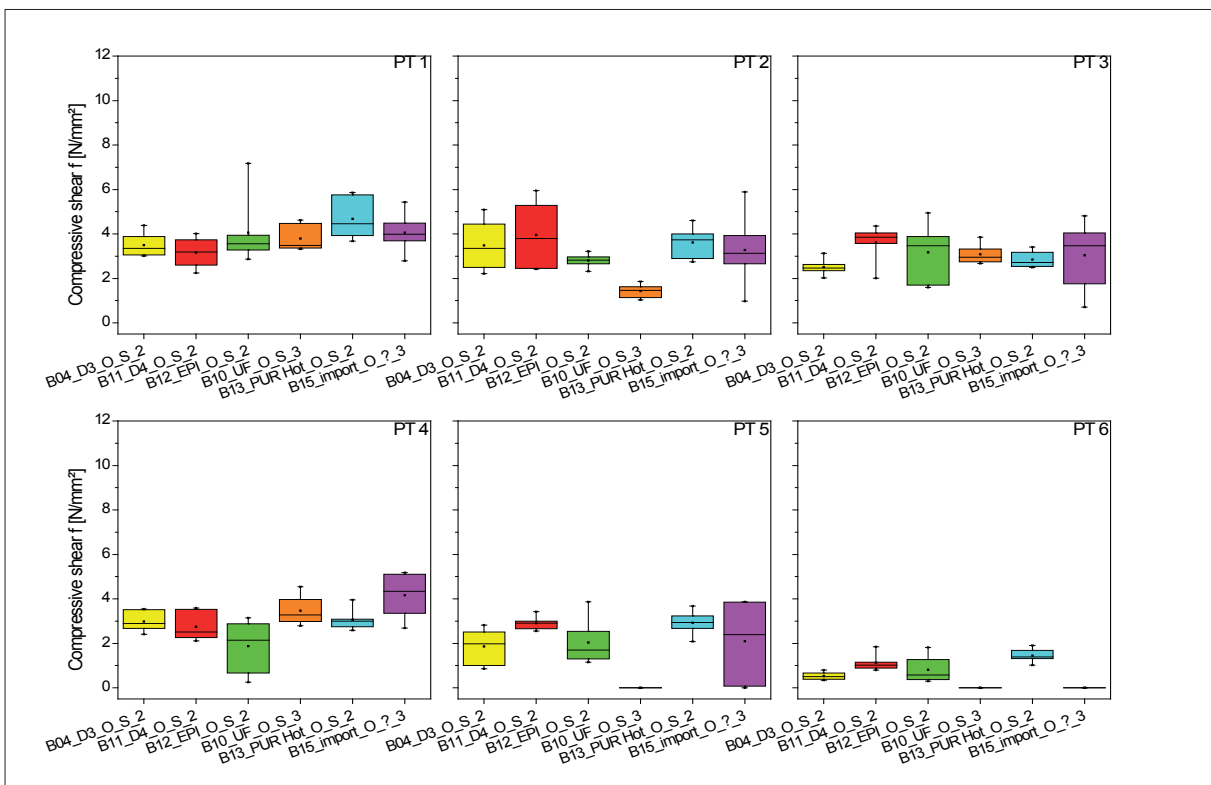 PT 1
PT 2
PT 3
Compressive shear f [N/mm²]
12
10
8
6
4
2
0
B04_D3_O_S_2
B11_D4_O_S_2
B12_EPI_O_S_2
B10_UF_O_S_3
B13_PUR Hot_O_S_2
B15_import_O_?_3
B04_D3_O_S_2
B11_D4_O_S_2
B12_EPI_O_S_2
B10_UF_O_S_3
B13_PUR Hot_O_S_2
B15_import_O_?_3
B04_D3_O_S_2
B11_D4_O_S_2
B12_EPI_O_S_2
B10_UF_O_S_3
B13_PUR Hot_O_S_2
B15_import_O_?_3
PT 4
PT 5
PT 6
Compressive shear f [N/mm²]
12
10
8
6
4
2
0
B04_D3_O_S_2
B11_D4_O_S_2
B12_EPI_O_S_2
B10_UF_O_S_3
B13_PUR Hot_O_S_2
B15_import_O_?_3
B04_D3_O_S_2
B11_D4_O_S_2
B12_EPI_O_S_2
B10_UF_O_S_3
B13_PUR Hot_O_S_2
B15_import_O_?_3
B04_D3_O_S_2
B11_D4_O_S_2
B12_EPI_O_S_2
B10_UF_O_S_3
B13_PUR Hot_O_S_2
B15_import_O_?_3